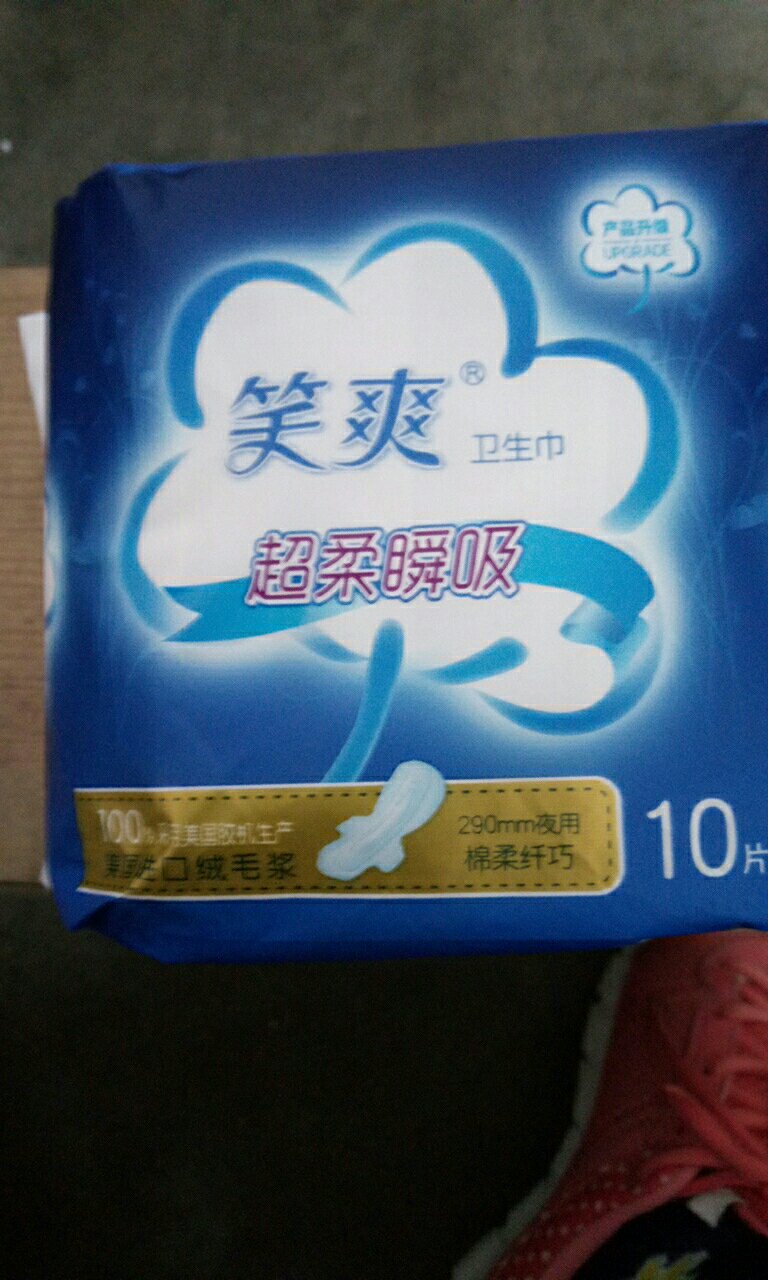 产品升级
UPGRADE
笑爽®
卫生巾
超柔瞬吸
100%采用美国胶机生产
美国进口绒毛浆
290mm夜用
棉柔纤巧
10片